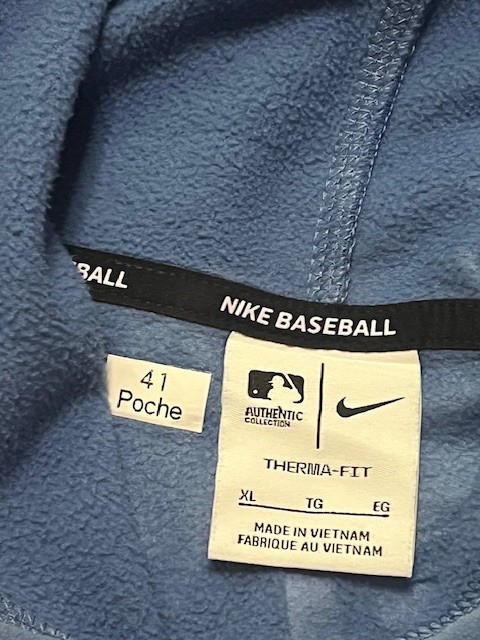 BALL
NIKE BASEBALL
41
Poche
AUTHENTIC
COLLECTION
THERMA-FIT
XL TG EG
MADE IN VIETNAM
FABRIQUE AU VIETNAM